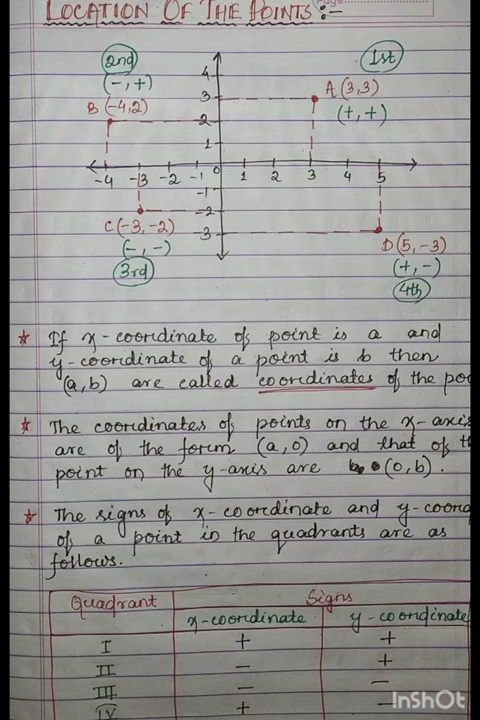 Page
LOCATION OF THE POINTS :-
2nd
1st
(-, +)
4
A (3,3)
B (-4,2)
3
(+, +)
2
1
-4 -3 -2 -1 0 1 2 3 4 5
-1
-2
C(-3, -2)
-3
D(5, -3)
(-, -)
(+, -)
3rd
4th
If x-coordinate of point is a and
y-coordinate of a point is b then
(a, b) are called coordinates of the
The coordinates of points on the x-axis
are of the form (a, 0) and that of
point on the y-axis are (0, b).
The signs of x-coordinate and y-coord
of a point in the quadrants are as
follows.
Quadrant Signs
x-coordinate y-coordinate
I + +
II - +
III - -
IV + -
InShOt